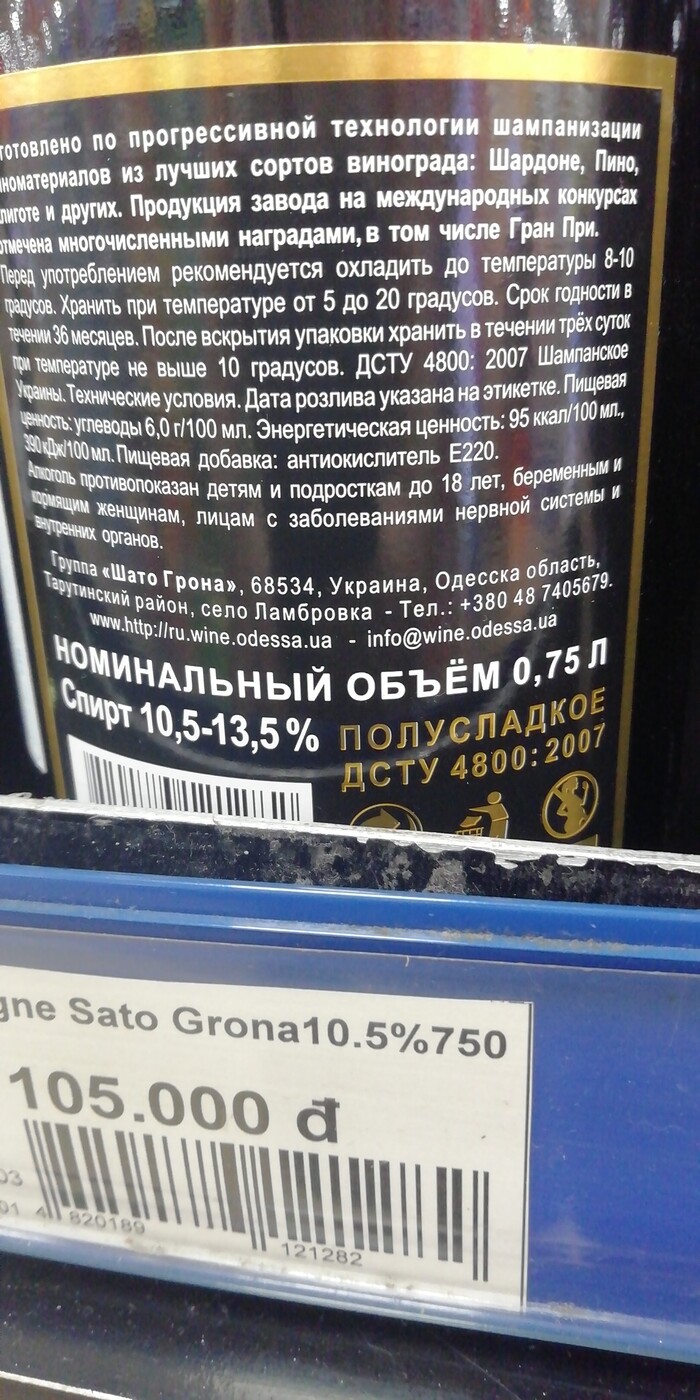 готовлено по прогрессивной технологии шампанизации
номатериалов из лучших сортов винограда: Шардоне, Пино,
лиготе и других. Продукция завода на международных конкурсах
отмечена многочисленными наградами, в том числе Гран При.
Перед употреблением рекомендуется охладить до температуры 8-10
градусов. Хранить при температуре от 5 до 20 градусов. Срок годности в
течении 36 месяцев. После вскрытия упаковки хранить в течении трёх суток
при температуре не выше 10 градусов. ДСТУ 4800: 2007 Шампанское
Украины. Технические условия. Дата розлива указана на этикетке. Пищевая
ценность: углеводы 6,0 г/100 мл. Энергетическая ценность: 95 ккал/100 мл.,
390 кДж/100 мл. Пищевая добавка: антиокислитель Е220.
Алкоголь противопоказан детям и подросткам до 18 лет, беременным и
кормящим женщинам, лицам с заболеваниями нервной системы и
внутренних органов.
Группа «Шато Грона», 68534, Украина, Одесска область,
Тарутинский район, село Ламбровка - Тел.: +380 48 7405679.
www.http://ru.wine.odessa.ua - info@wine.odessa.ua
НОМИНАЛЬНЫЙ ОБЪЁМ 0,75 Л
Спирт 10,5-13,5 %
ПОЛУСЛАДКОЕ
ДСТУ 4800:2007
gne Sato Grona10.5%750
105.000 đ
03
01 4 820189 121282